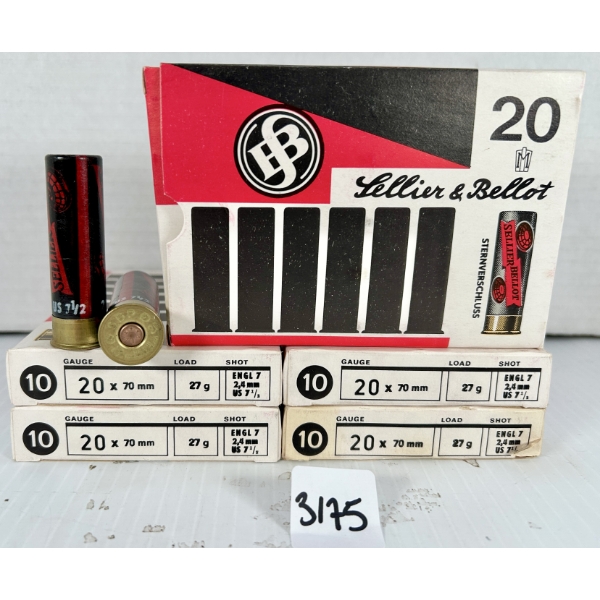 SB
20
Sellier & Bellot
STERNVERSCHLUSS
SELLIER BELLOT
SELLIE
US 7 1/2
GAUGE LOAD SHOT
10 20 x 70 mm 27 g ENGL 7
2,4 mm
US 7 1/2
GAUGE LOAD SHOT
10 20 x 70 mm 27 g ENGL 7
2,4 mm
US 7 1/2
GAUGE LOAD SHOT
10 20 x 70 mm 27 g ENGL 7
2,4 mm
US 7 1/2
GAUGE LOAD SHOT
10 20 x 70 mm 27 g ENGL 7
2,4 mm
US 7 1/2
3175